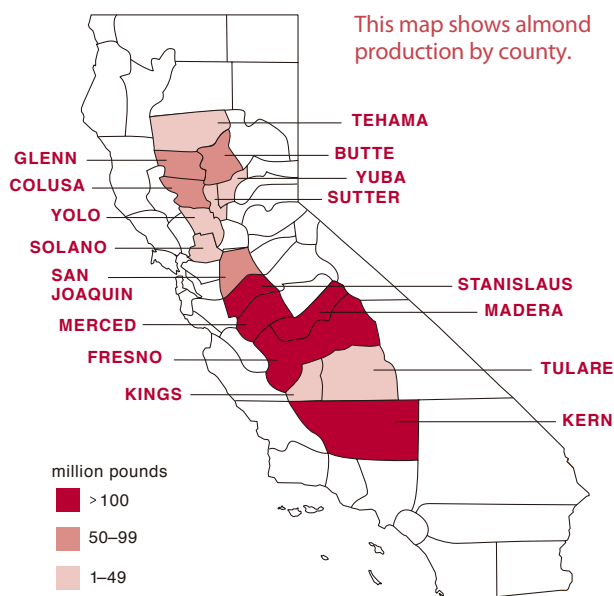 This map shows almond
production by county.
TEHAMA
GLENN
BUTTE
COLUSA
YUBA
SUTTER
YOLO
SOLANO
SAN
JOAQUIN
STANISLAUS
MADERA
MERCED
FRESNO
TULARE
KINGS
KERN
million pounds
>100
50–99
1–49